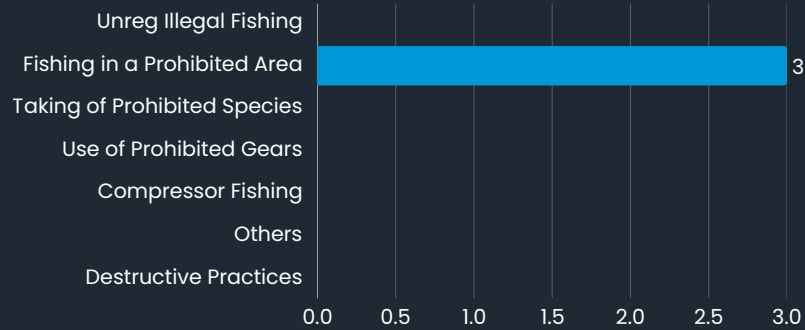 Unreg Illegal Fishing
Fishing in a Prohibited Area
3
Taking of Prohibited Species
Use of Prohibited Gears
Compressor Fishing
Others
Destructive Practices
0.0 0.5 1.0 1.5 2.0 2.5 3.0